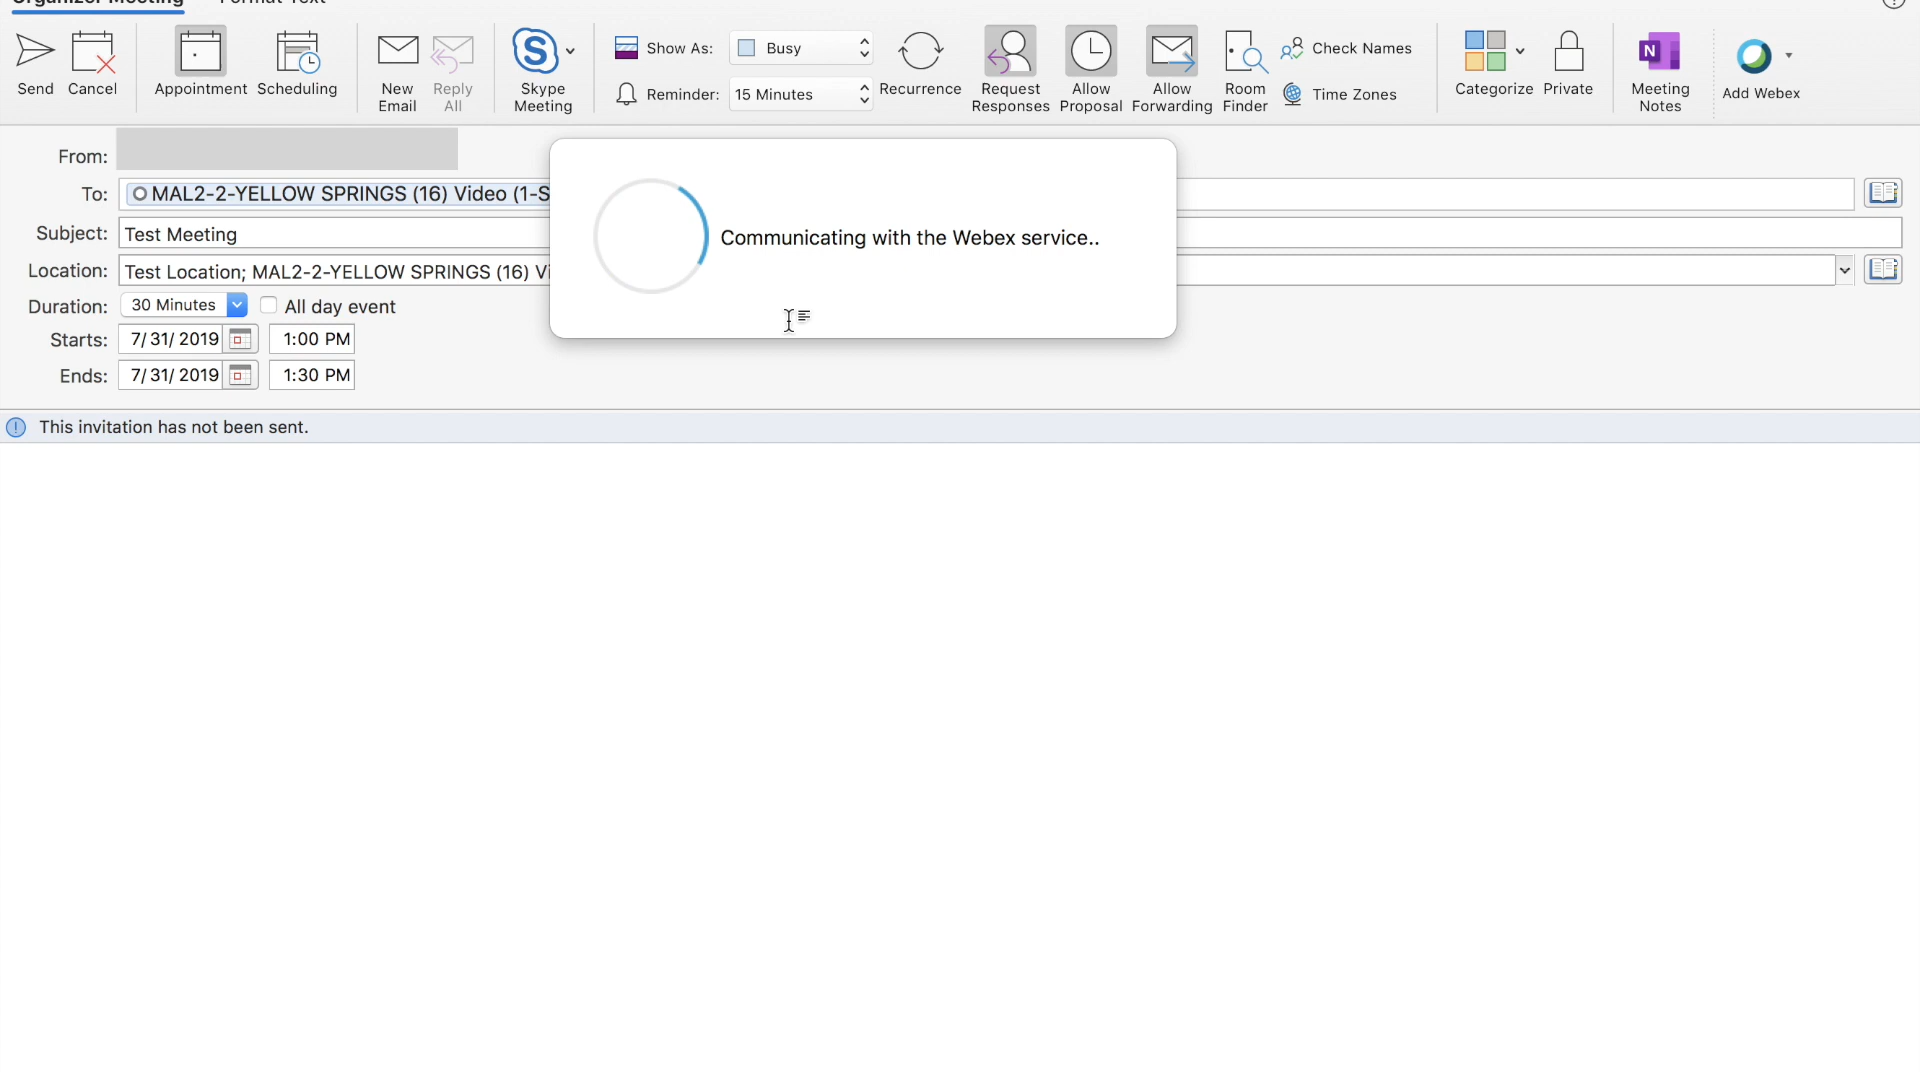 Organizer Meeting Format Text
Send Cancel Appointment Scheduling New Email Reply All Skype Meeting
Show As: Busy
Reminder: 15 Minutes
Recurrence Request Responses Allow Proposal Allow Forwarding Room Finder
Check Names
Time Zones
Categorize Private Meeting Notes Add Webex
From:
To: MAL2-2-YELLOW SPRINGS (16) Video (1-S
Subject: Test Meeting
Communicating with the Webex service..
Location: Test Location; MAL2-2-YELLOW SPRINGS (16) Vi
Duration: 30 Minutes All day event
Starts: 7/31/2019 1:00 PM
Ends: 7/31/2019 1:30 PM
This invitation has not been sent.